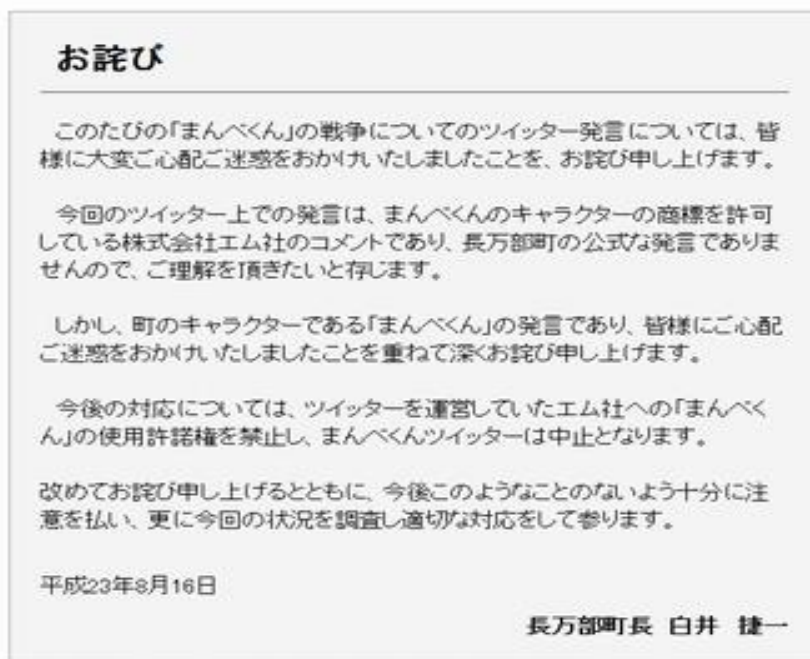 お詫び
このたびの「まんべくん」の戦争についてのツイッター発言については、皆
様に大変ご心配ご迷惑をおかけいたしましたことを、お詫び申し上げます。
今回のツイッター上での発言は、まんべくんのキャラクターの商標を許可
している株式会社エム社のコメントであり、長万部町の公式な発言でありま
せんので、ご理解を頂きたいと存じます。
しかし、町のキャラクターである「まんべくん」の発言であり、皆様にご心配
ご迷惑をおかけいたしましたことを重ねて深くお詫び申し上げます。
今後の対応については、ツイッターを運営していたエム社への「まんべく
ん」の使用許諾権を禁止し、まんべくんツイッターは中止となります。
改めてお詫び申し上げるとともに、今後このようなことのないよう十分に注
意を払い、更に今回の状況を調査し適切な対応をして参ります。
平成23年8月16日
長万部町長 白井 捷一